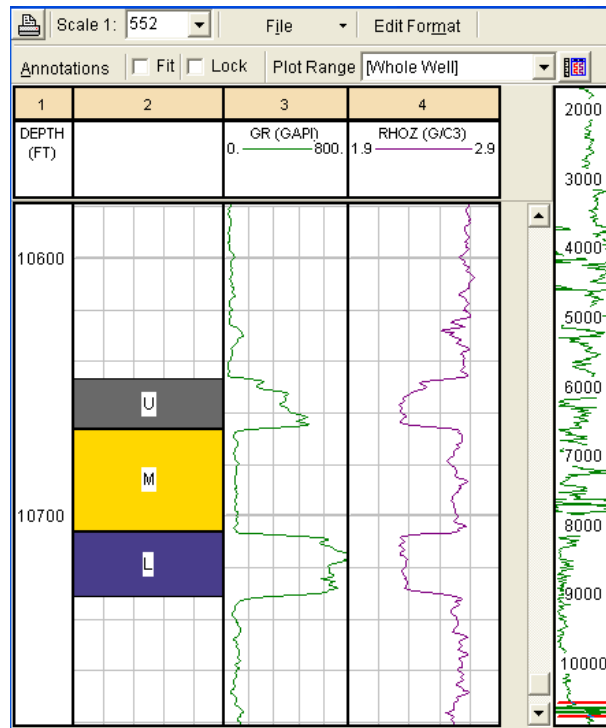 Scale 1: 552 File Edit Format
Annotations Fit Lock Plot Range [Whole Well]
1 2 3 4
DEPTH (FT)
GR (GAPI)
0. 800.
RHOZ (G/C3)
1.9 2.9
10600
U
M
10700
L
2000
3000
4000
5000
6000
7000
8000
9000
10000